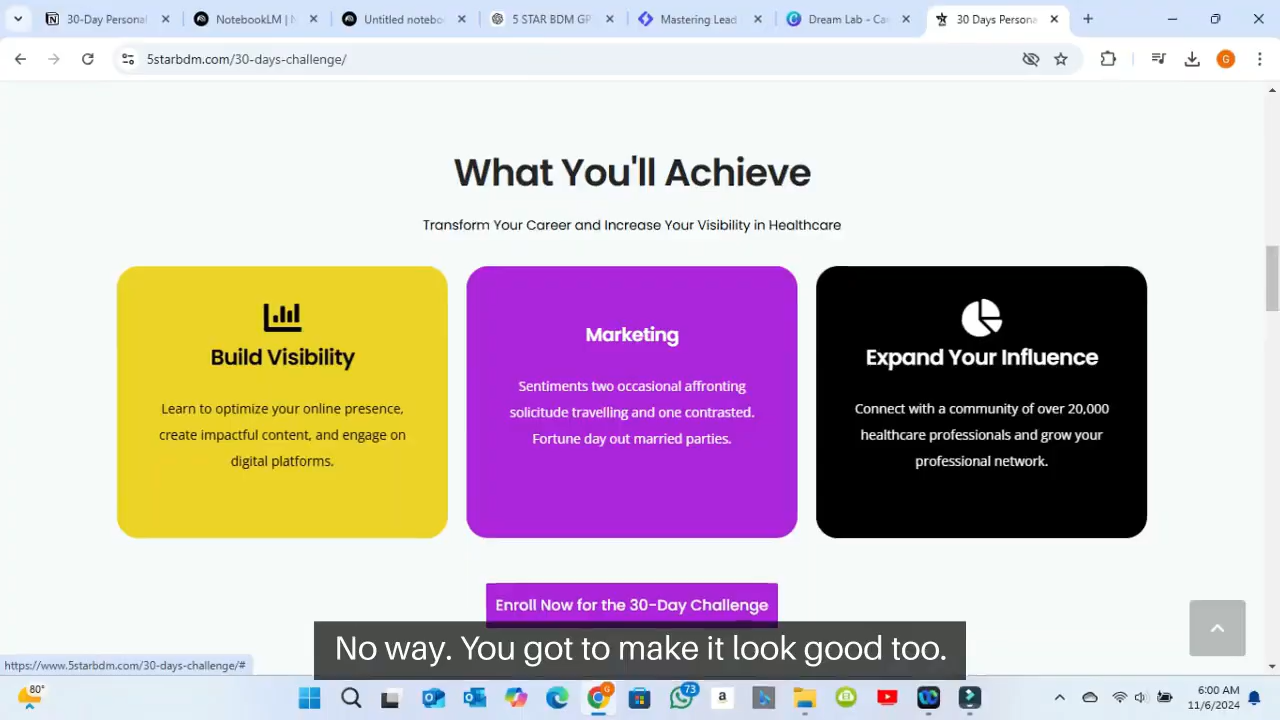 30-Day Personal
NotebookLM | N
Untitled notebo
5 STAR BDM GP
Mastering Lead
Dream Lab - Ca
30 Days Persona
5starbdm.com/30-days-challenge/
G
What You'll Achieve
Transform Your Career and Increase Your Visibility in Healthcare
Build Visibility
Learn to optimize your online presence,
create impactful content, and engage on
digital platforms.
Marketing
Sentiments two occasional affronting
solicitude travelling and one contrasted.
Fortune day out married parties.
Expand Your Influence
Connect with a community of over 20,000
healthcare professionals and grow your
professional network.
Enroll Now for the 30-Day Challenge
No way. You got to make it look good too.
https://www.5starbdm.com/30-days-challenge/#
80°
73
6:00 AM
11/6/2024